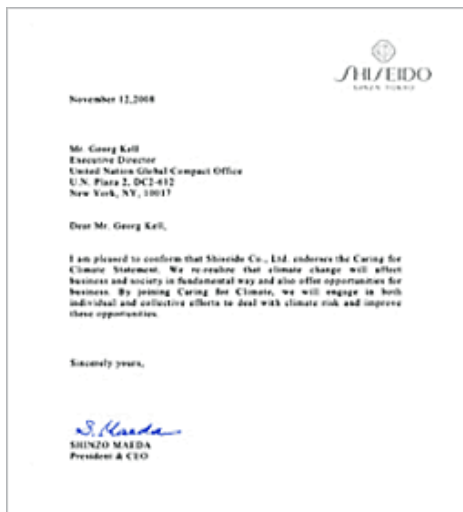 SHISEIDO
GINZA TOKYO
November 12,2008
Mr. Georg Kell
Executive Director
United Nation Global Compact Office
U.N. Plaza 2, DC2-612
New York, NY, 10017
Dear Mr. Georg Kell,
I am pleased to conform that Shiseido Co., Ltd. endorses the Caring for
Climate Statement. We re-realize that climate change will affect
business and society in fundamental way and also offer opportunities for
business. By joining Caring for Climate, we will engage in both
individual and collective efforts to deal with climate risk and improve
these opportunities.
Sincerely yours,
S. Maeda
SHINZO MAEDA
President & CEO